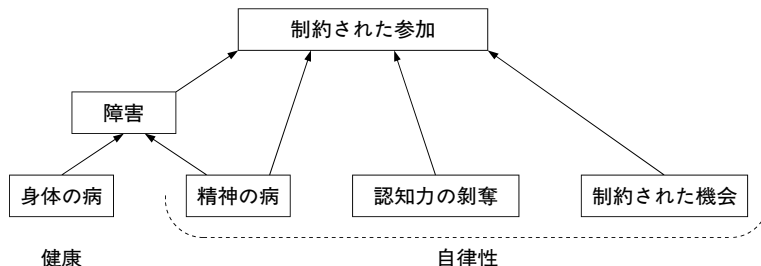 制約された参加
障害
身体の病
精神の病
認知力の剝奪
制約された機会
健康
自律性